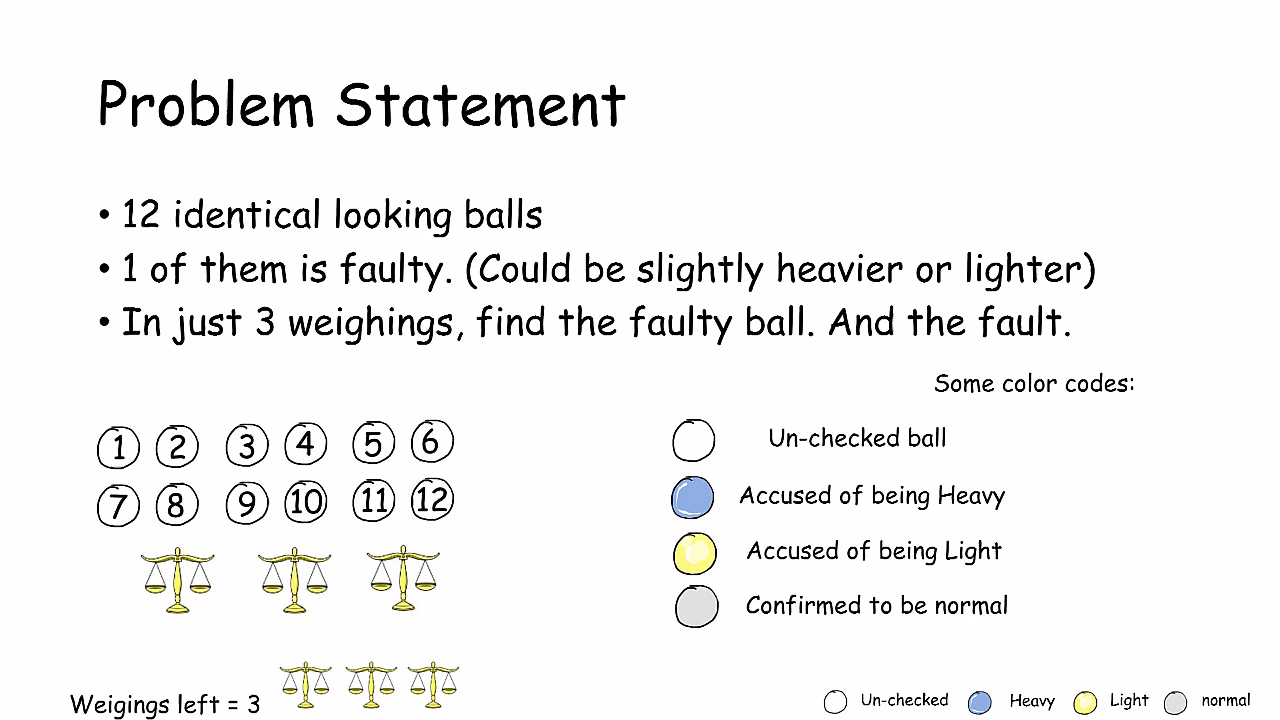 Problem Statement
• 12 identical looking balls
• 1 of them is faulty. (Could be slightly heavier or lighter)
• In just 3 weighings, find the faulty ball. And the fault.
Some color codes:
1 2 3 4 5 6
7 8 9 10 11 12
Un-checked ball
Accused of being Heavy
Accused of being Light
Confirmed to be normal
Weigings left = 3
Un-checked Heavy Light normal